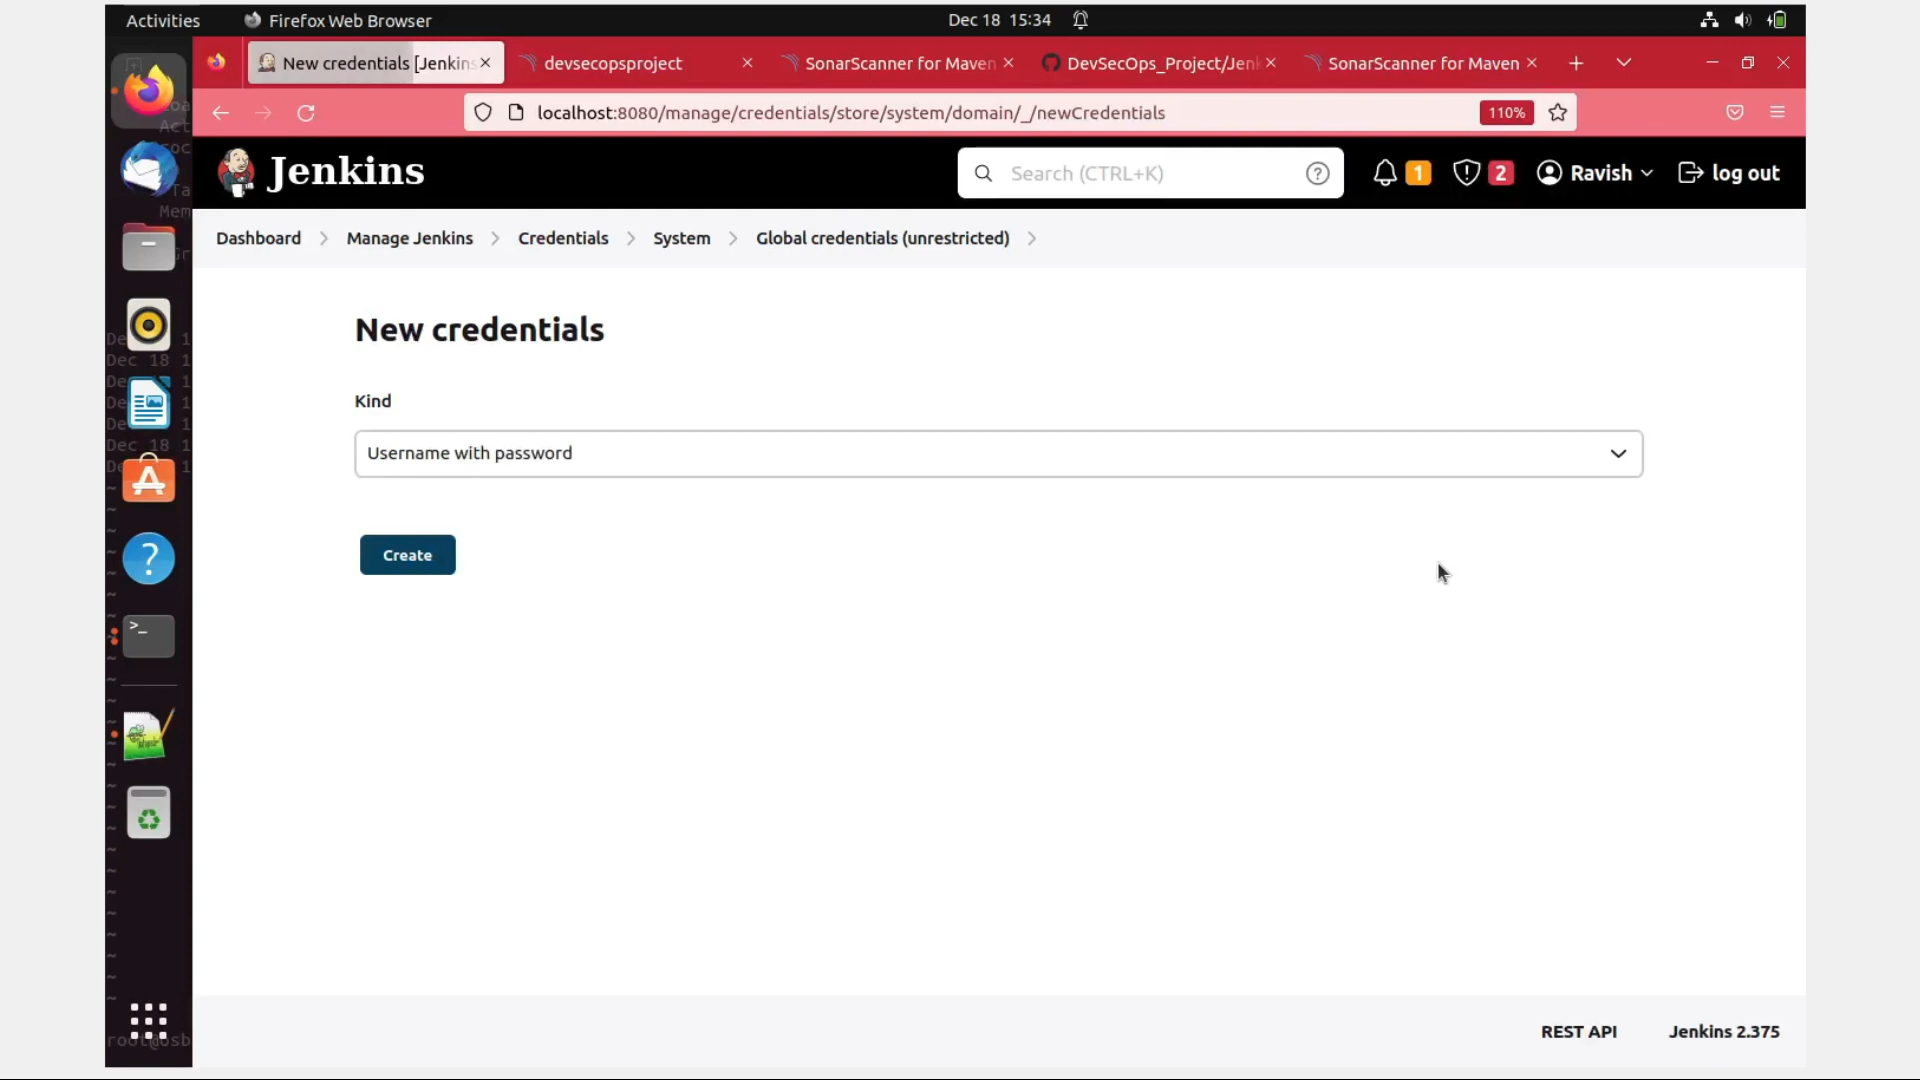 Activities
Firefox Web Browser
Dec 18 15:34
New credentials [Jenkins
devsecopsproject
SonarScanner for Maven
DevSecOps_Project/Jenk
SonarScanner for Maven
localhost:8080/manage/credentials/store/system/domain/_/newCredentials
110%
Jenkins
Search (CTRL+K)
1
2
Ravish
log out
Dashboard
Manage Jenkins
Credentials
System
Global credentials (unrestricted)
New credentials
Kind
Username with password
Create
REST API
Jenkins 2.375